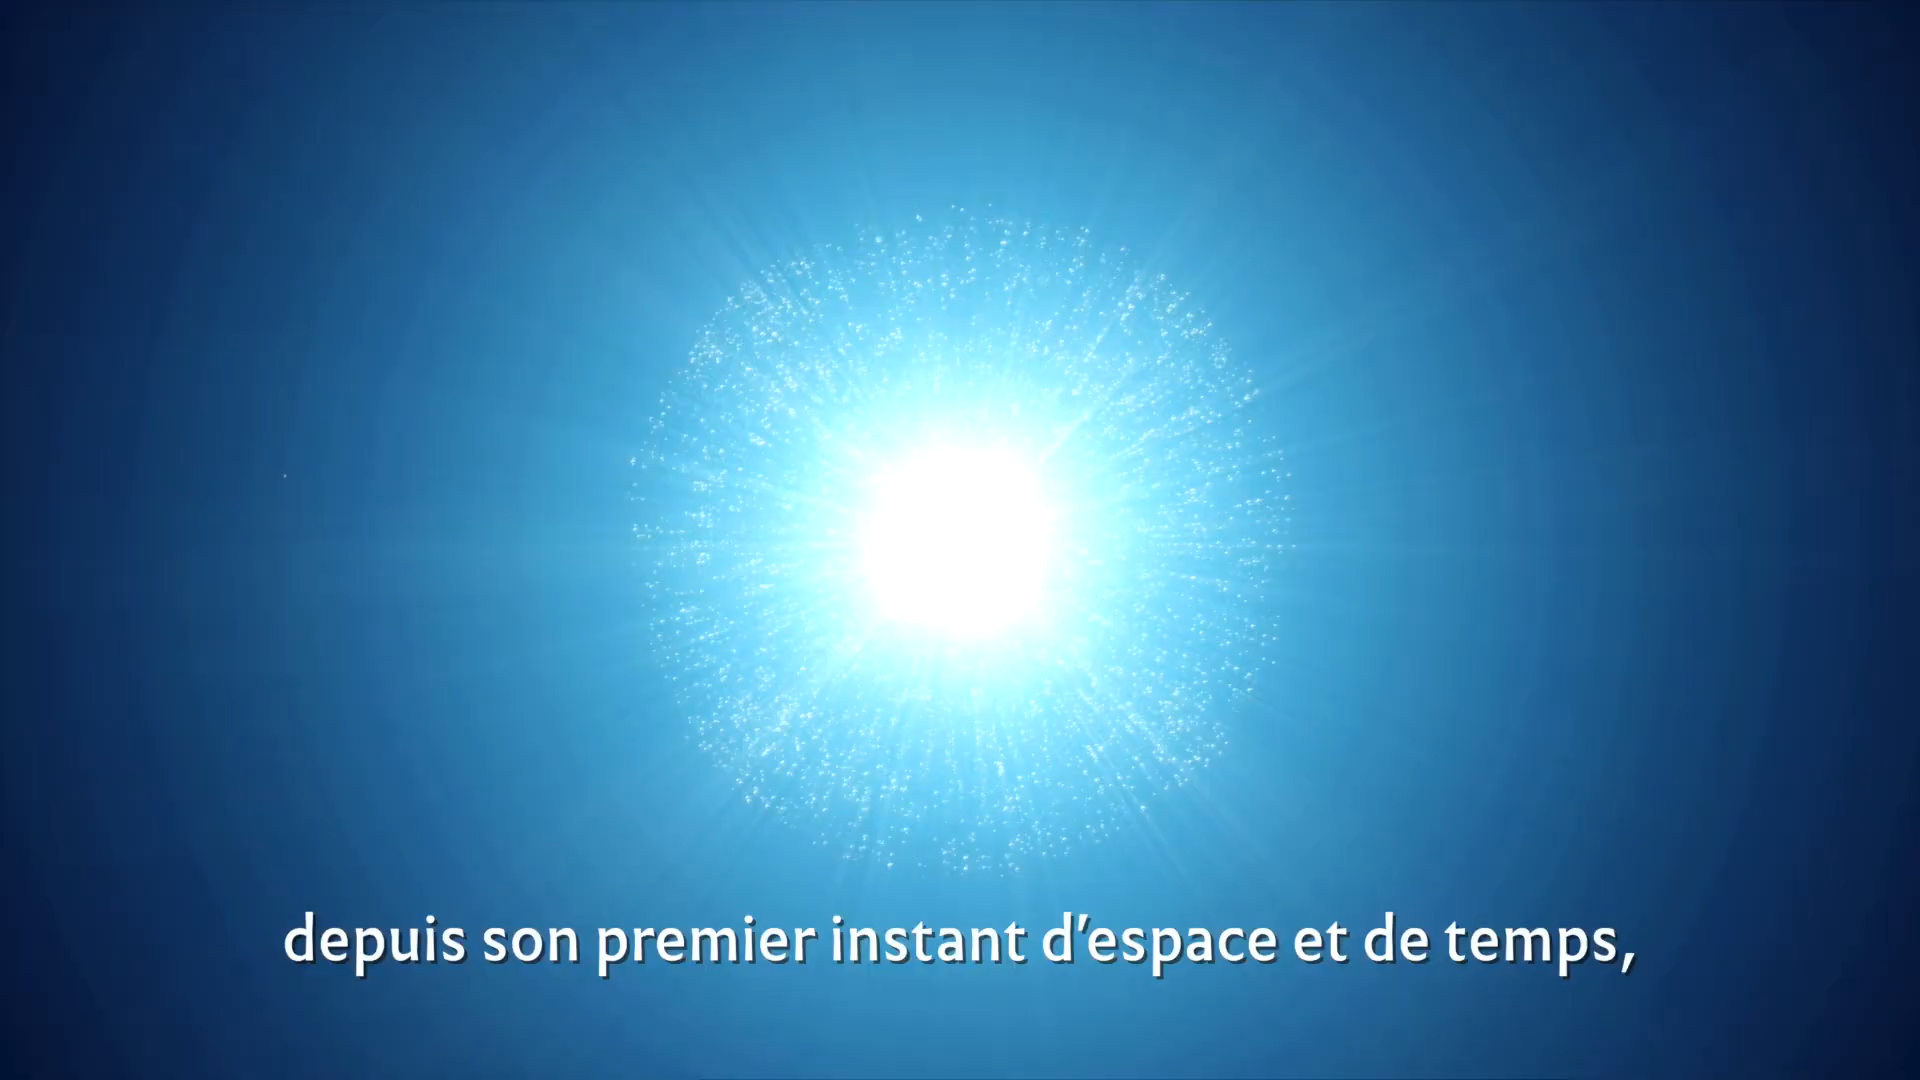 depuis son premier instant d’espace et de temps,